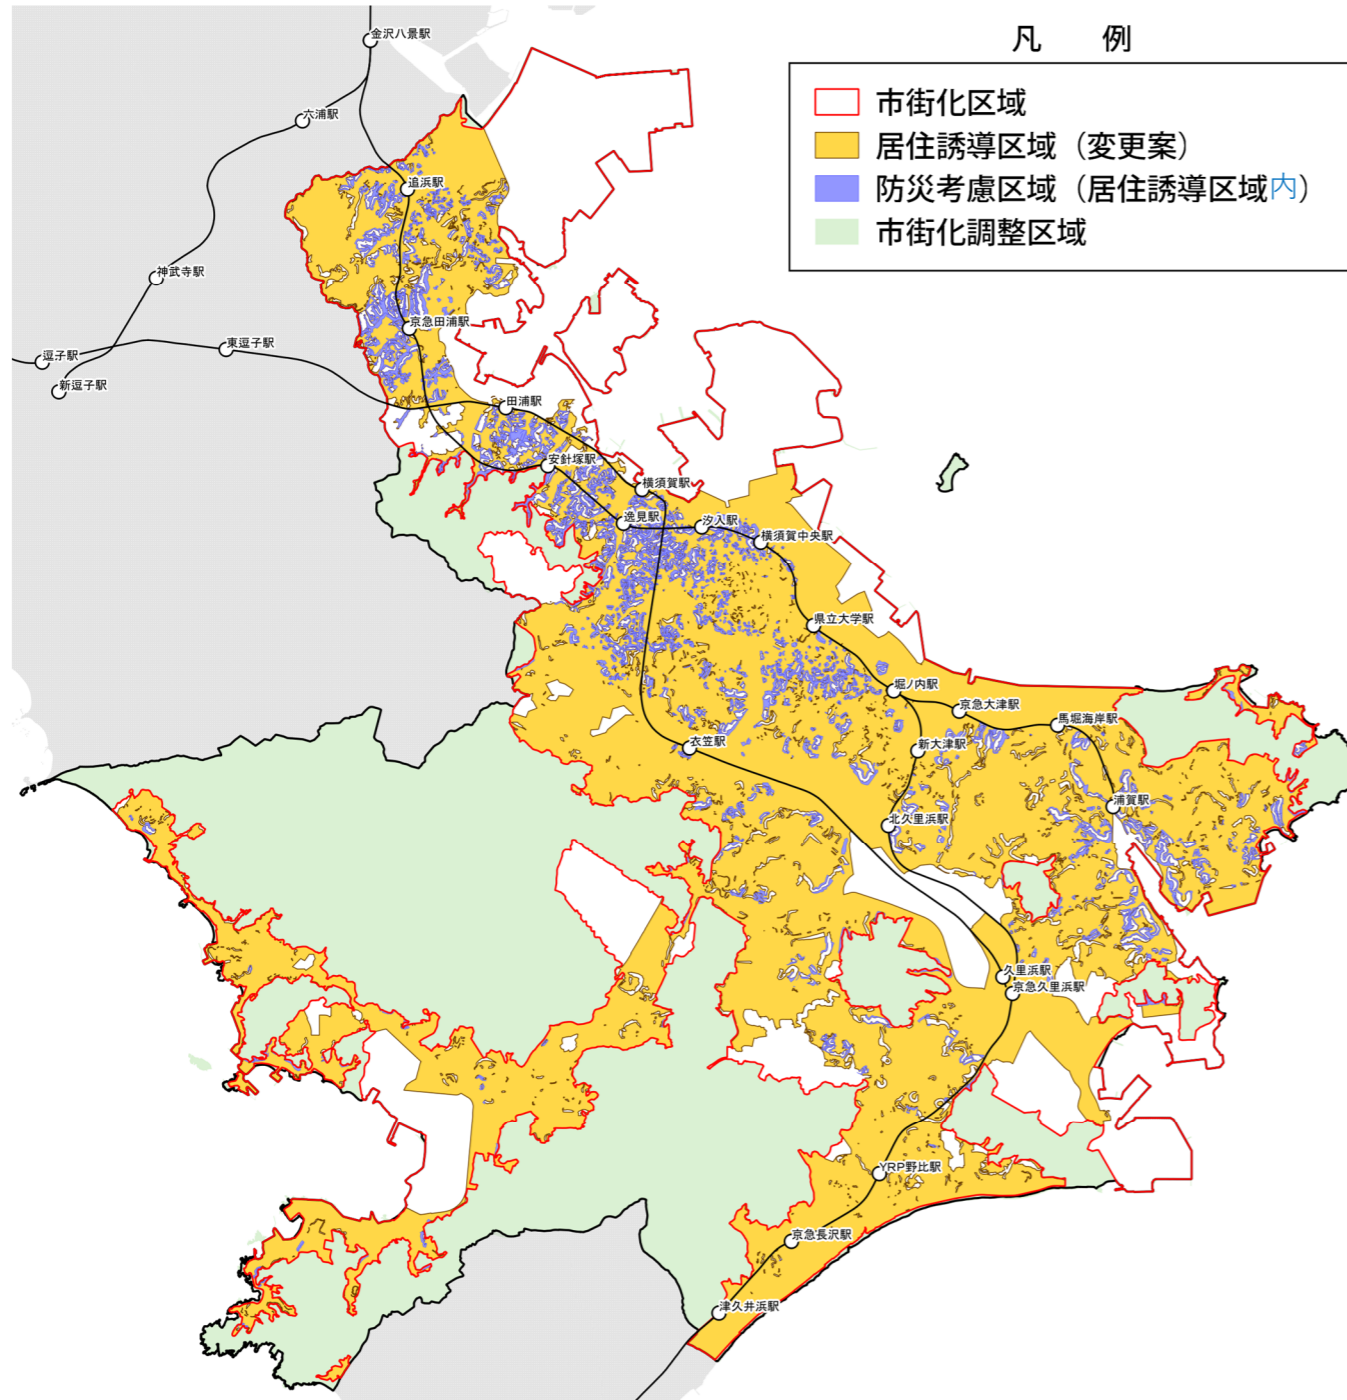 凡 例
市街化区域
居住誘導区域（変更案）
防災考慮区域（居住誘導区域内）
市街化調整区域
金沢八景駅
六浦駅
追浜駅
神武寺駅
京急田浦駅
東逗子駅
逗子駅
新逗子駅
田浦駅
安針塚駅
横須賀駅
逸見駅
汐入駅
横須賀中央駅
県立大学駅
堀ノ内駅
京急大津駅
馬堀海岸駅
衣笠駅
新大津駅
浦賀駅
北久里浜駅
久里浜駅
京急久里浜駅
YRP野比駅
京急長沢駅
津久井浜駅